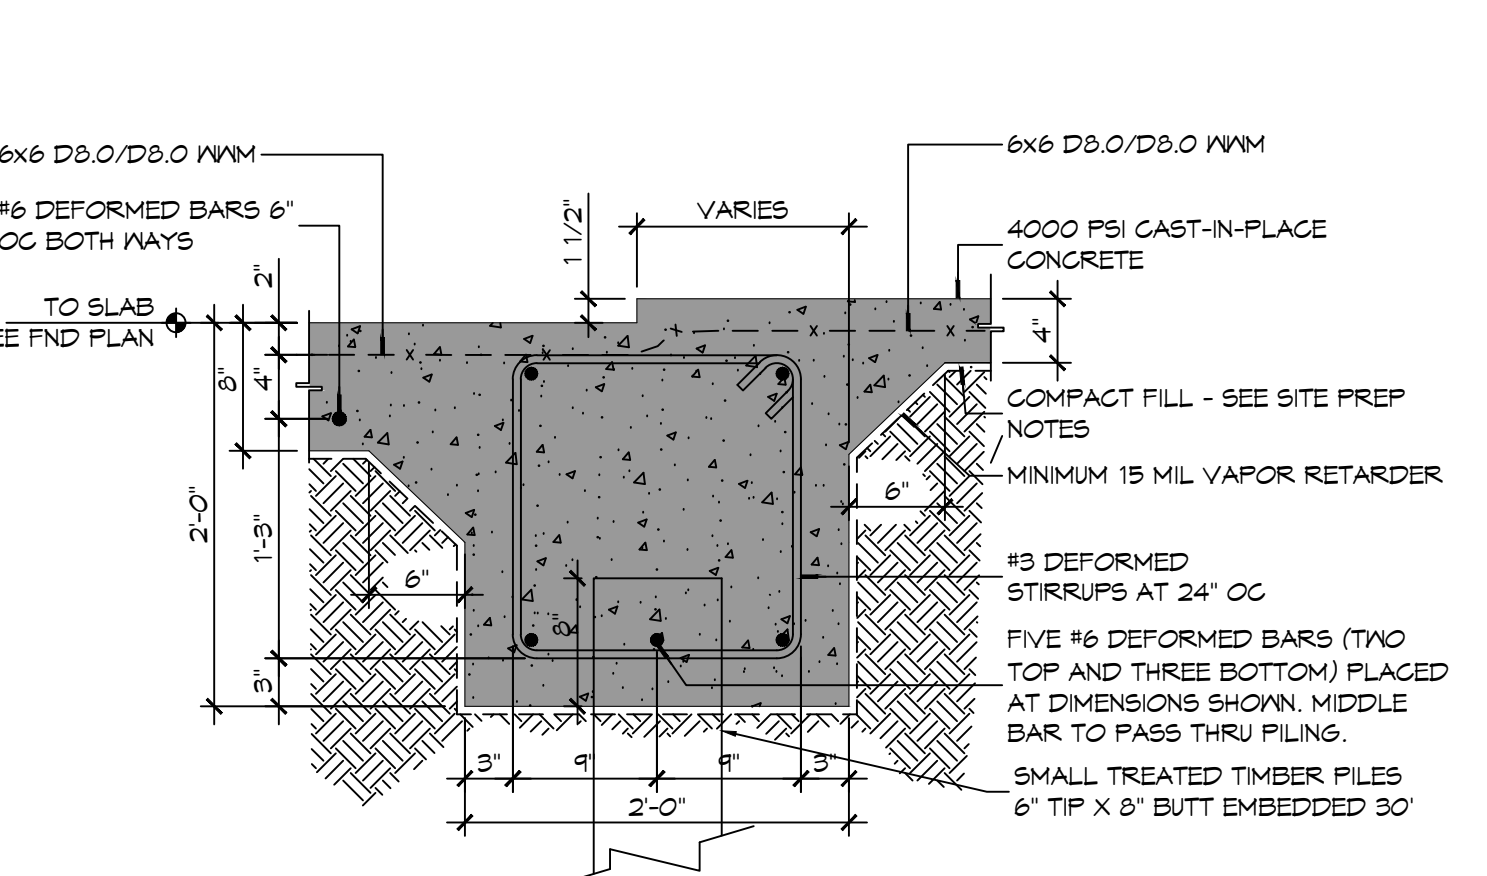 6x6 D8.0/D8.0 WWM
#6 DEFORMED BARS 6"
OC BOTH WAYS
2"
TO SLAB
EE FND PLAN
8"
4"
2'-0"
1'-3"
3"
6"
1 1/2"
VARIES
x
x
x
x
x
8"
6"
4"
3"
9"
9"
3"
2'-0"
6x6 D8.0/D8.0 WWM
4000 PSI CAST-IN-PLACE
CONCRETE
COMPACT FILL - SEE SITE PREP
NOTES
MINIMUM 15 MIL VAPOR RETARDER
#3 DEFORMED
STIRRUPS AT 24" OC
FIVE #6 DEFORMED BARS (TWO
TOP AND THREE BOTTOM) PLACED
AT DIMENSIONS SHOWN. MIDDLE
BAR TO PASS THRU PILING.
SMALL TREATED TIMBER PILES
6" TIP X 8" BUTT EMBEDDED 30'